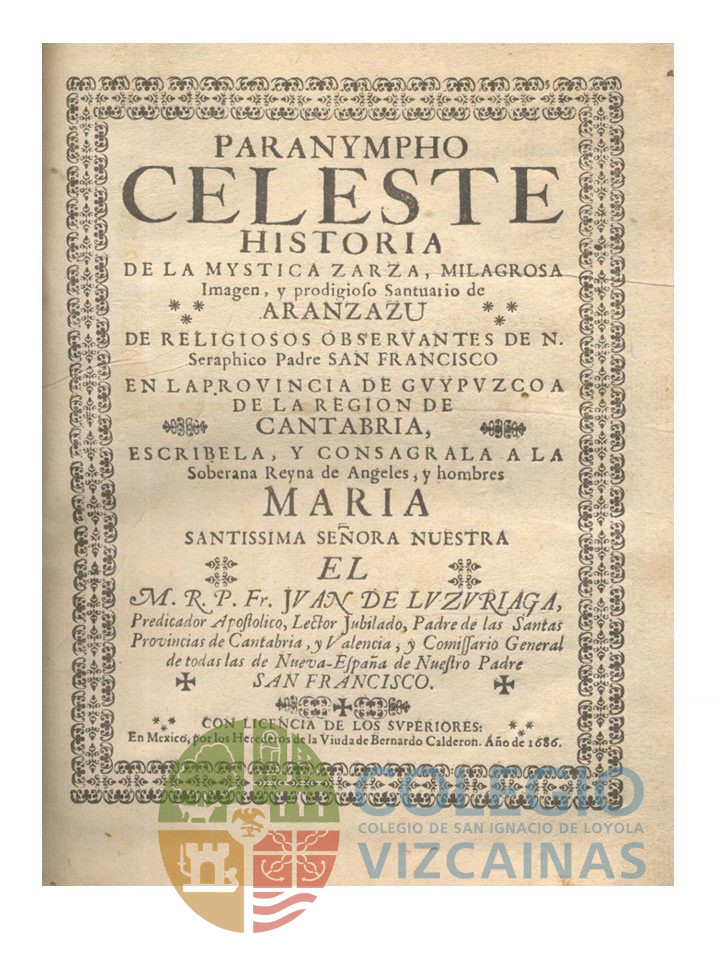 PARANYMPHO
CELESTE
HISTORIA
DE LA MYSTICA ZARZA, MILAGROSA
Imagen, y prodigioſo Santuario de
ARANZAZU
DE RELIGIOSOS OBSERVANTES DE N.
Seraphico Padre SAN FRANCISCO
EN LA PROVINCIA DE GVYPVZCOA
DE LA REGION DE
CANTABRIA,
ESCRIBELA, Y CONSAGRALA A LA
Soberana Reyna de Angeles, y hombres
MARIA
SANTISSIMA SEÑORA NUESTRA
EL
M. R. P. Fr. JVAN DE LVZVRIAGA,
Predicador Apoſtolico, Lector Jubilado, Padre de las Santas
Provincias de Cantabria, y Valencia, y Comiſſario General
de todas las de Nueva-Eſpaña de Nueſtro Padre
SAN FRANCISCO.
CON LICENCIA DE LOS SVPERIORES:
En Mexico, por los Herederos de la Viuda de Bernardo Calderon. Año de 1686.
COLEGIO
COLEGIO DE SAN IGNACIO DE LOYOLA
VIZCAINAS